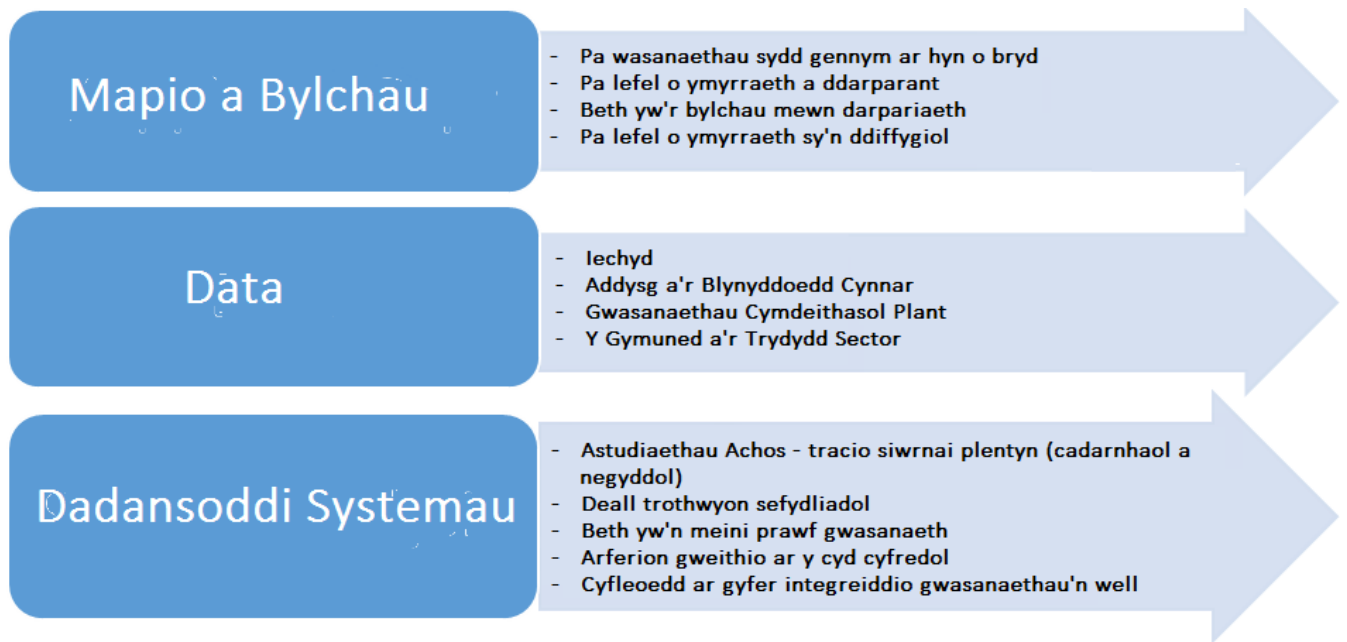 Mapio a Bylchau
- Pa wasanaethau sydd gennym ar hyn o bryd
- Pa lefel o ymyrraeth a ddarparant
- Beth yw'r bylchau mewn darpariaeth
- Pa lefel o ymyrraeth sy'n ddiffygiol
Data
- Iechyd
- Addysg a'r Blynyddoedd Cynnar
- Gwasanaethau Cymdeithasol Plant
- Y Gymuned a'r Trydydd Sector
Dadansoddi Systemau
- Astudiaethau Achos - tracio siwrnai plentyn (cadarnhaol a
negyddol)
- Deall trothwyon sefydliadol
- Beth yw'n meini prawf gwasanaeth
- Arferion gweithio ar y cyd cyfredol
- Cyfleoedd ar gyfer integreiddio gwasanaethau'n well